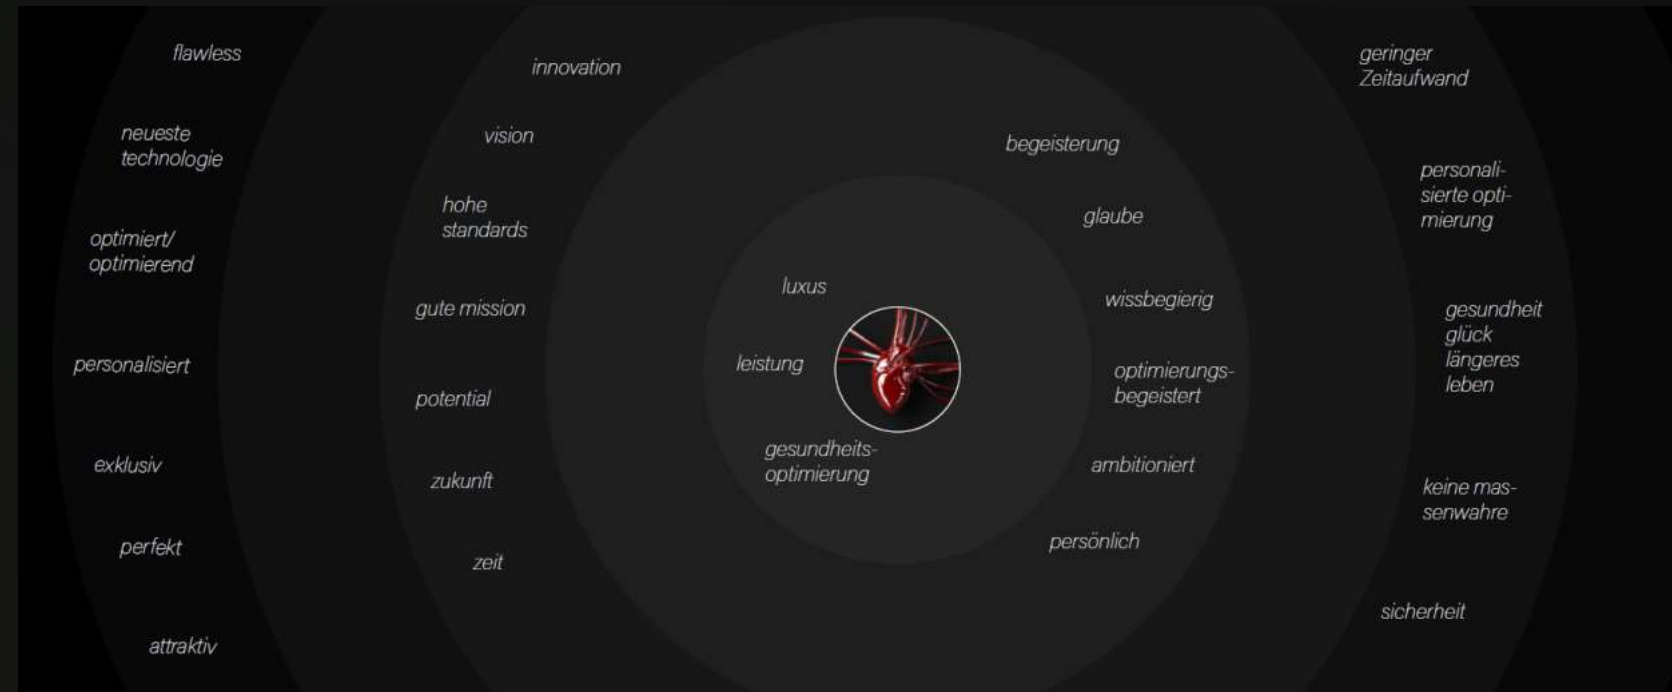 flawless
neueste
technologie
optimiert/
optimierend
personalisiert
exklusiv
perfekt
attraktiv
innovation
vision
hohe
standards
gute mission
potential
zukunft
zeit
luxus
leistung
gesundheits-
optimierung
begeisterung
glaube
wissbegierig
optimierungs-
begeistert
ambitioniert
persönlich
geringer
Zeitaufwand
personali-
sierte opti-
mierung
gesundheit
glück
längeres
leben
keine mas-
senwahre
sicherheit